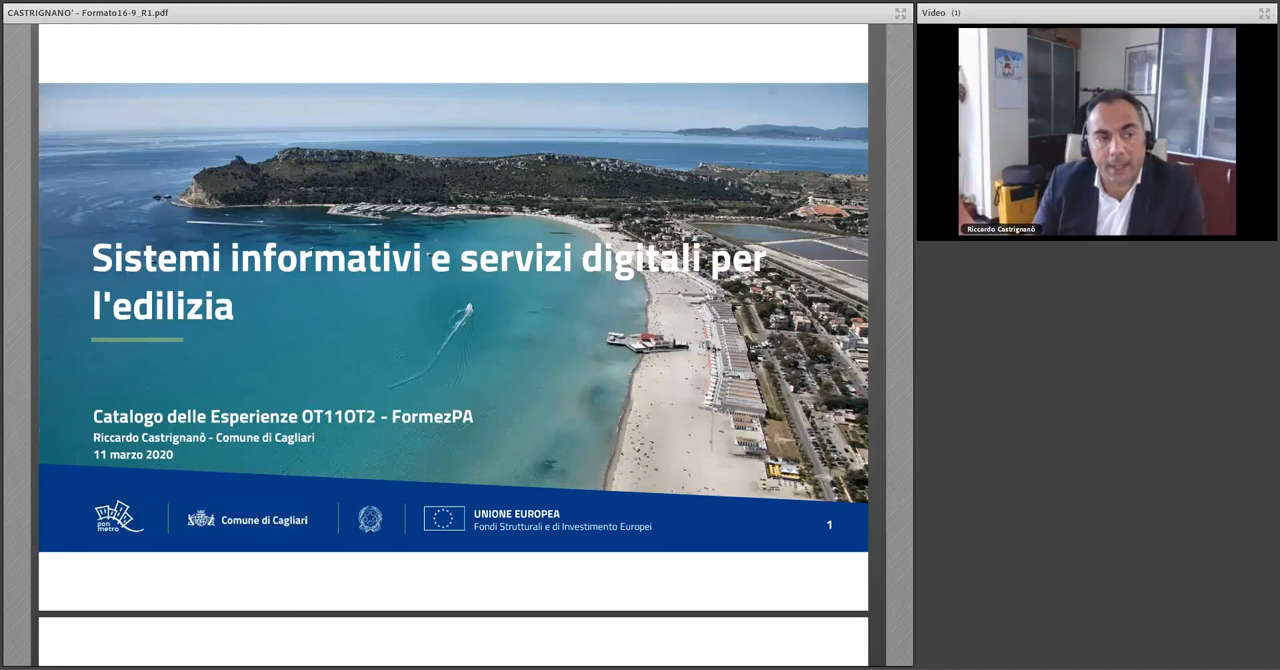 CASTRIGNANO' - Formato16-9_R1.pdf
Video (1)
Riccardo Castrignanò
Sistemi informativi e servizi digitali per
l'edilizia
Catalogo delle Esperienze OT11OT2 - FormezPA
Riccardo Castrignanò - Comune di Cagliari
11 marzo 2020
pon
metro
Comune di Cagliari
UNIONE EUROPEA
Fondi Strutturali e di Investimento Europei
1